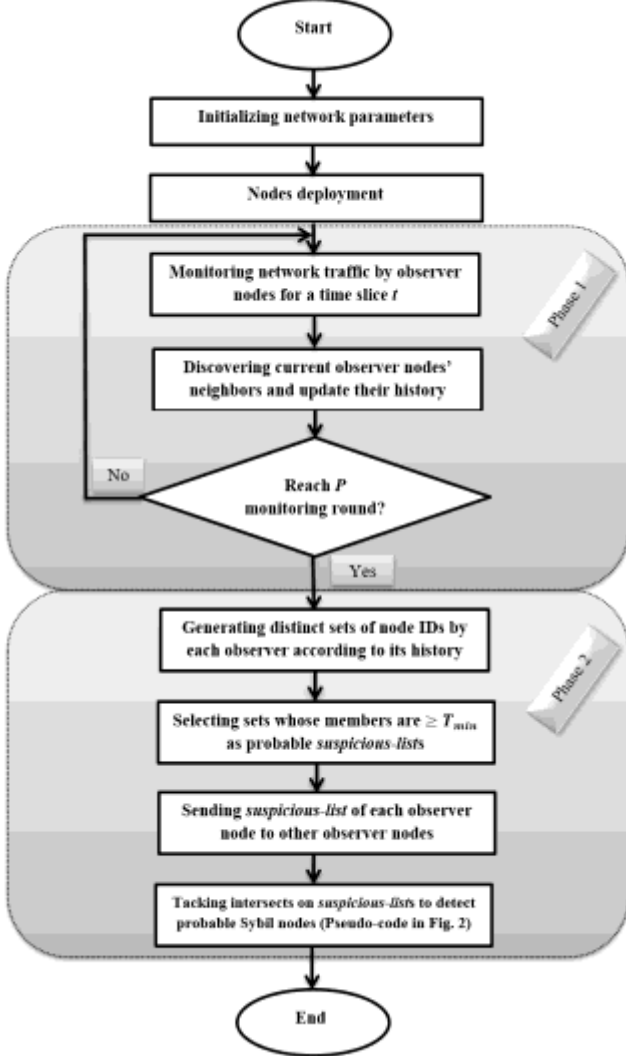 Start
Initializing network parameters
Nodes deployment
Monitoring network traffic by observer
nodes for a time slice t
Phase 1
Discovering current observer nodes'
neighbors and update their history
No
Reach P
monitoring round?
Yes
Generating distinct sets of node IDs by
each observer according to its history
Phase 2
Selecting sets whose members are ≥ Tmin
as probable suspicious-lists
Sending suspicious-list of each observer
node to other observer nodes
Tacking intersects on suspicious-lists to detect
probable Sybil nodes (Pseudo-code in Fig. 2)
End